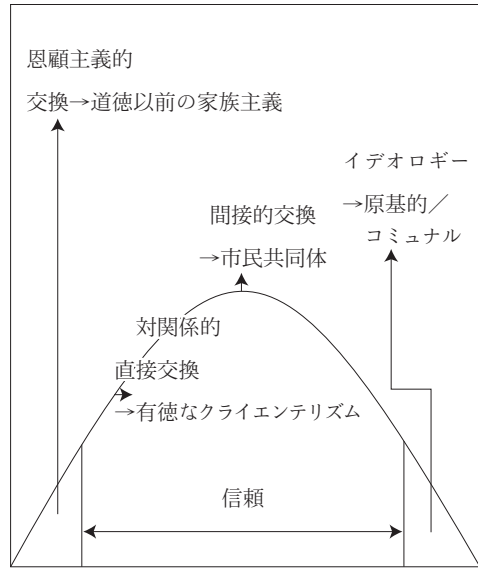 恩顧主義的
交換→道徳以前の家族主義
イデオロギー
→原基的／
コミュナル
間接的交換
→市民共同体
対関係的
直接交換
→有徳なクライエンテリズム
信頼